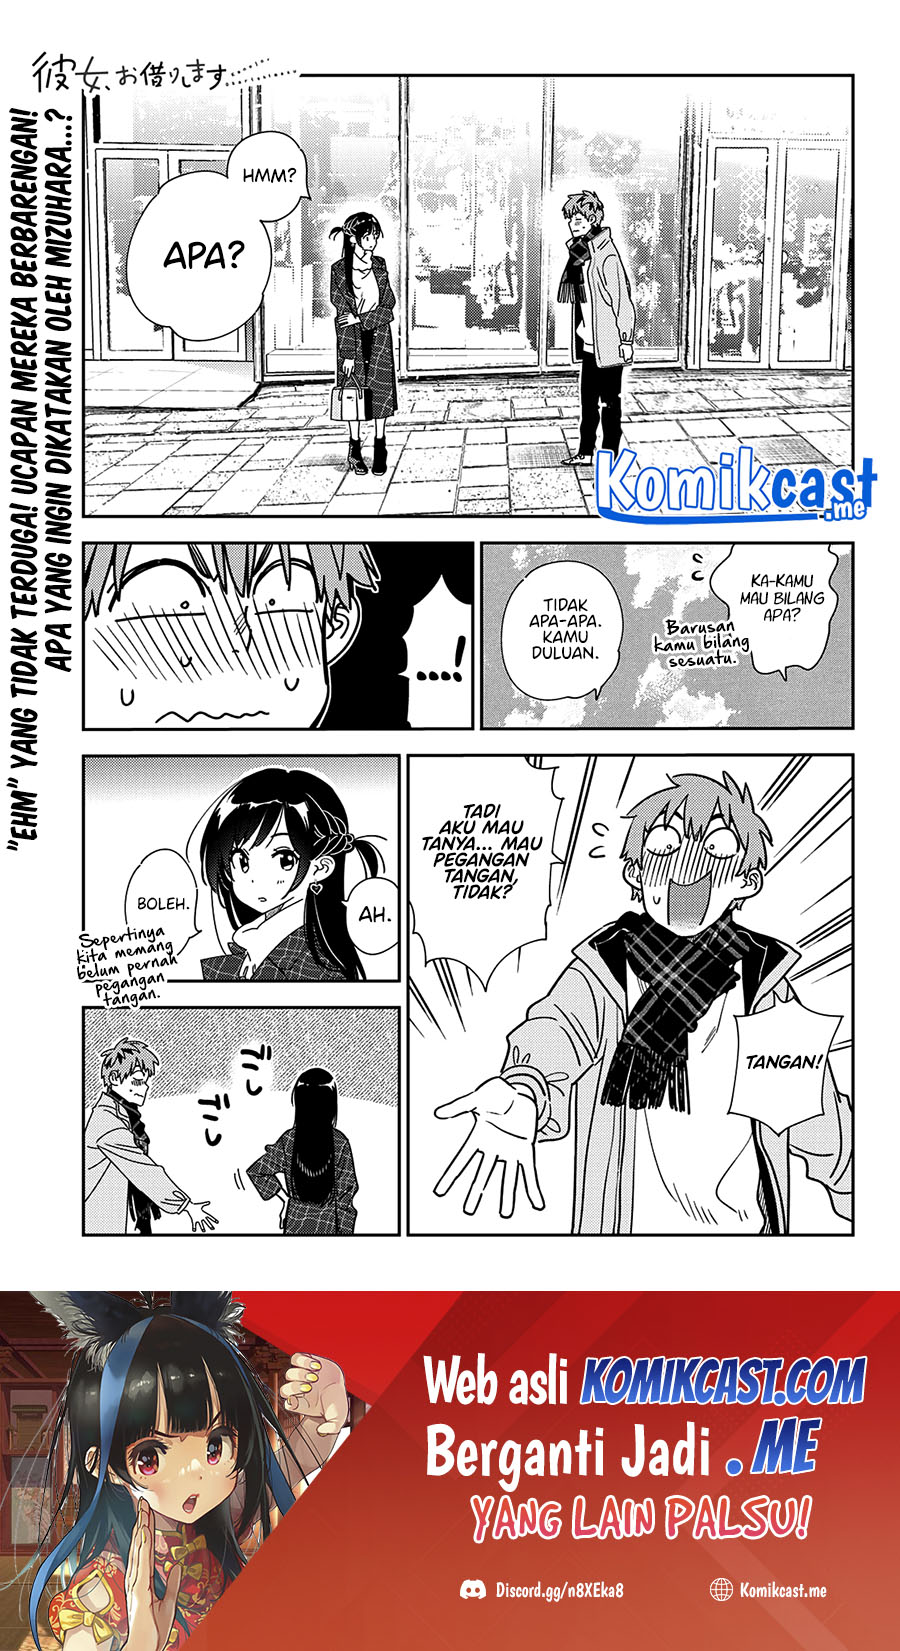 彼女、お借りします
"EHM" YANG TIDAK TERDUGA! UCAPAN MEREKA BERBARENGAN!
APA YANG INGIN DIKATAKAN OLEH MIZUHARA...?
HMM?
APA?
Komikcast
.me
KA-KAMU
MAU BILANG
APA?
Barusan
kamu bilang
sesuatu.
TIDAK
APA-APA.
KAMU
DULUAN.
....!
TADI
AKU MAU
TANYA... MAU
PEGANGAN
TANGAN,
TIDAK?
TANGAN!
AH.
BOLEH.
Sepertinya
kita memang
belum pernah
pegangan
tangan.
Web asli KOMIKCAST.COM
Berganti Jadi .ME
YANG LAIN PALSU!
Discord.gg/n8XEka8
Komikcast.me